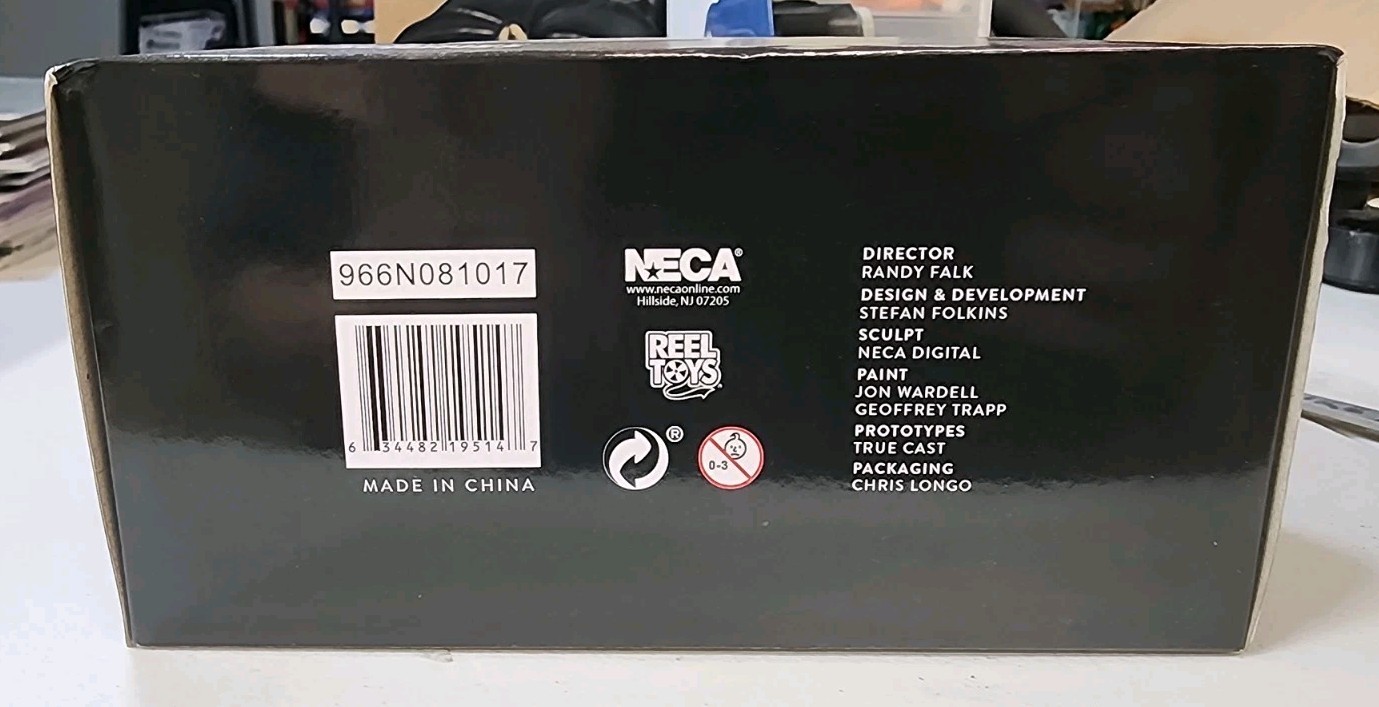 966N081017
6 34482 19514 7
MADE IN CHINA
NECA®
www.necaonline.com
Hillside, NJ 07205
REEL
TOYS
®
0-3
DIRECTOR
RANDY FALK
DESIGN & DEVELOPMENT
STEFAN FOLKINS
SCULPT
NECA DIGITAL
PAINT
JON WARDELL
GEOFFREY TRAPP
PROTOTYPES
TRUE CAST
PACKAGING
CHRIS LONGO